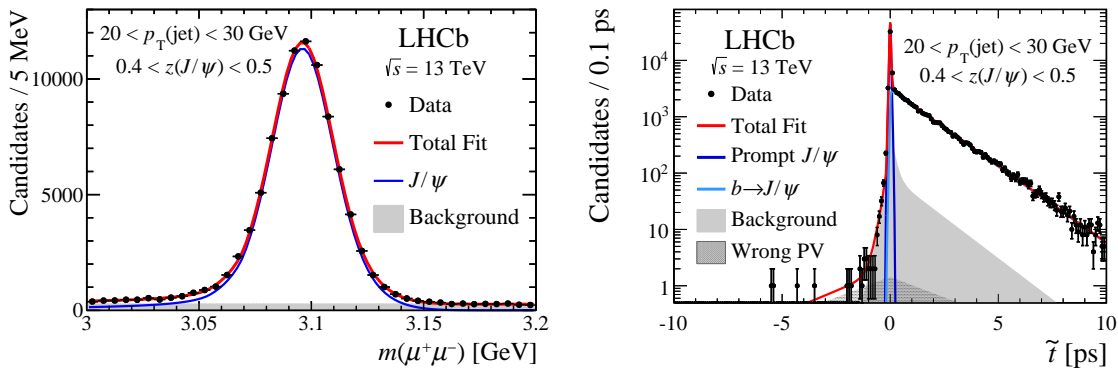 Candidates / 5 MeV
10000
5000
0
20 < p_T(jet) < 30 GeV
0.4 < z(J/ψ) < 0.5
LHCb
√s = 13 TeV
Data
Total Fit
J/ψ
Background
3 3.05 3.1 3.15 3.2
m(μ⁺μ⁻) [GeV]
Candidates / 0.1 ps
10⁴
10³
10²
10
1
LHCb
√s = 13 TeV
20 < p_T(jet) < 30 GeV
0.4 < z(J/ψ) < 0.5
Data
Total Fit
Prompt J/ψ
b→J/ψ
Background
Wrong PV
−10 −5 0 5 10
t̃ [ps]